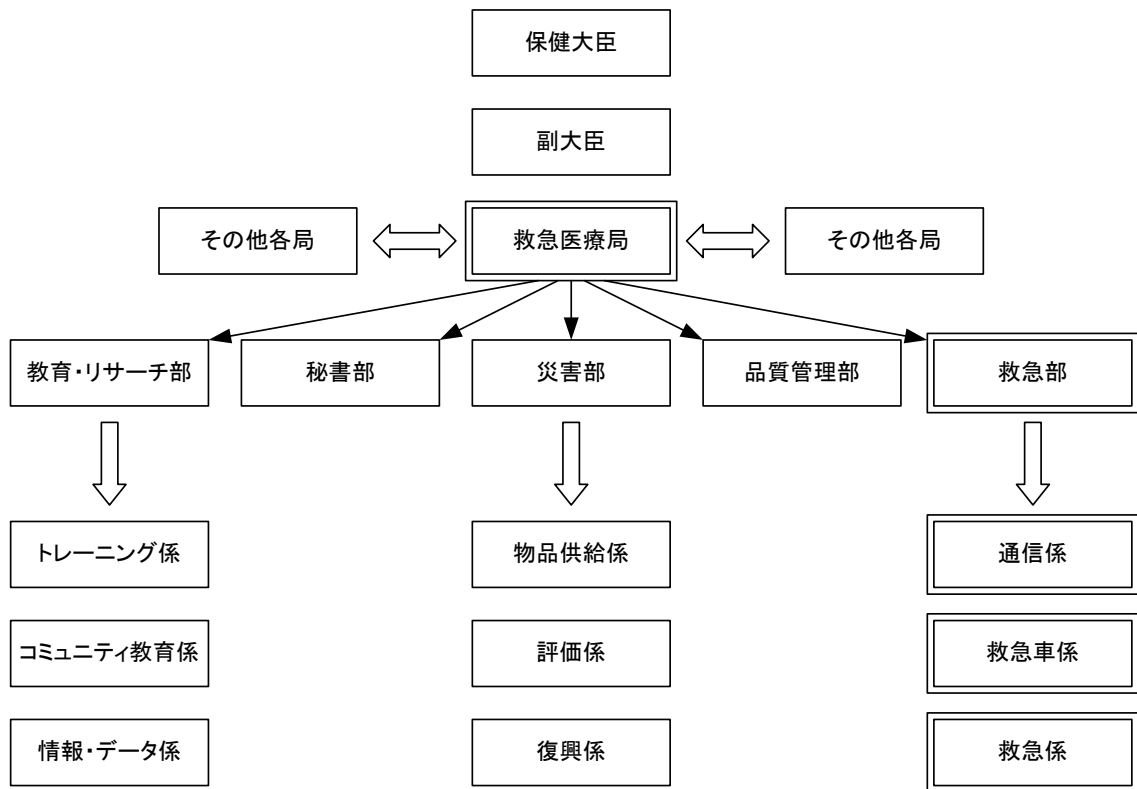 保健大臣
副大臣
その他各局
救急医療局
その他各局
教育・リサーチ部
秘書部
災害部
品質管理部
救急部
トレーニング係
物品供給係
通信係
コミュニティ教育係
評価係
救急車係
情報・データ係
復興係
救急係